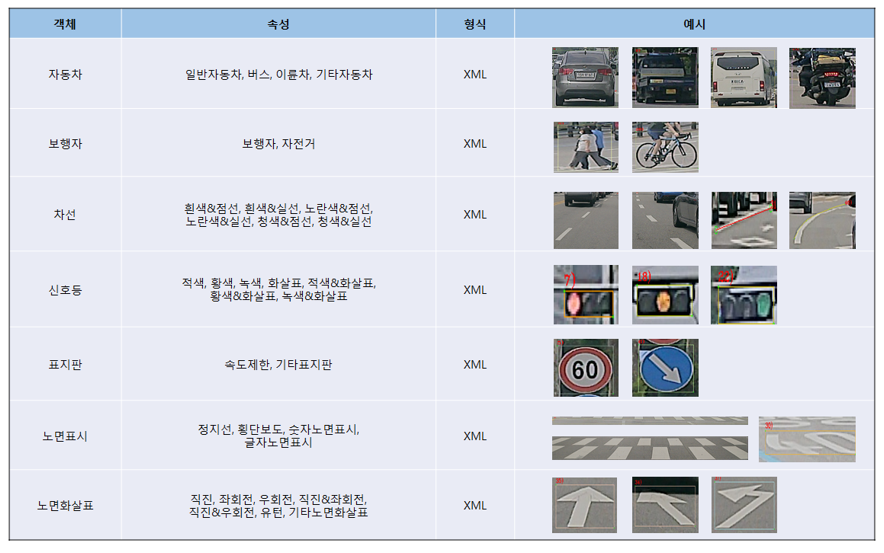 객체 속성 형식 예시
자동차 일반자동차, 버스, 이륜차, 기타자동차 XML
보행자 보행자, 자전거 XML
차선 흰색&점선, 흰색&실선, 노란색&점선,
노란색&실선, 청색&점선, 청색&실선 XML
신호등 적색, 황색, 녹색, 화살표, 적색&화살표,
황색&화살표, 녹색&화살표 XML
7) (8)
표지판 속도제한, 기타표지판 XML
60
노면표시 정지선, 횡단보도, 숫자노면표시,
글자노면표시 XML
40
노면화살표 직진, 좌회전, 우회전, 직진&좌회전,
직진&우회전, 유턴, 기타노면화살표 XML